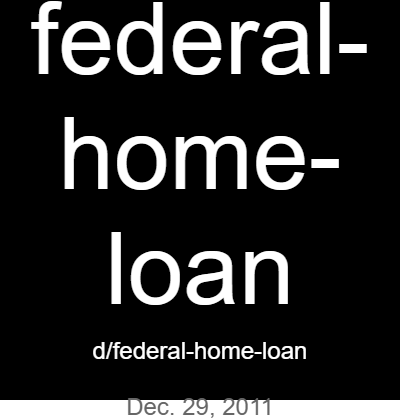 federal-
home-
loan
d/federal-home-loan
Dec. 29, 2011